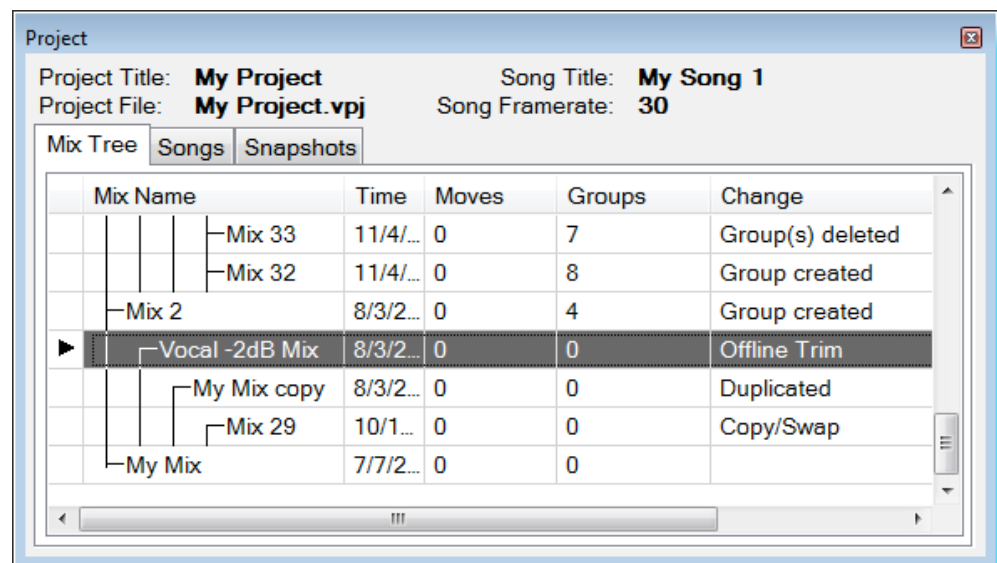 Project
Project Title: My Project Song Title: My Song 1
Project File: My Project.vpj Song Framerate: 30
Mix Tree Songs Snapshots
Mix Name Time Moves Groups Change
Mix 33 11/4/... 0 7 Group(s) deleted
Mix 32 11/4/... 0 8 Group created
Mix 2 8/3/2... 0 4 Group created
Vocal -2dB Mix 8/3/2... 0 0 Offline Trim
My Mix copy 8/3/2... 0 0 Duplicated
Mix 29 10/1... 0 0 Copy/Swap
My Mix 7/7/2... 0 0